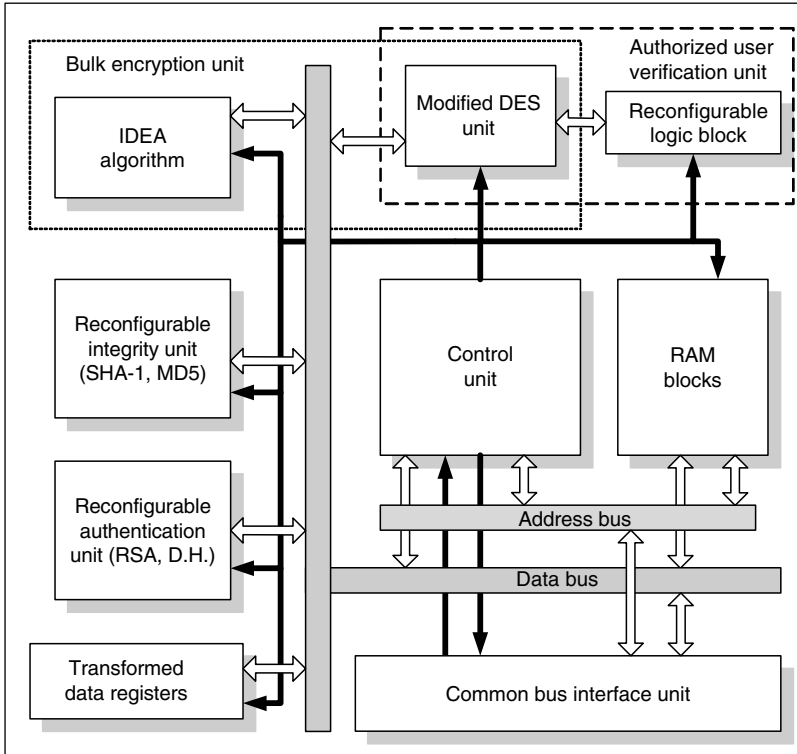 Bulk encryption unit
Authorized user
verification unit
IDEA
algorithm
Modified DES
unit
Reconfigurable
logic block
Reconfigurable
integrity unit
(SHA-1, MD5)
Control
unit
RAM
blocks
Reconfigurable
authentication
unit (RSA, D.H.)
Address bus
Data bus
Transformed
data registers
Common bus interface unit